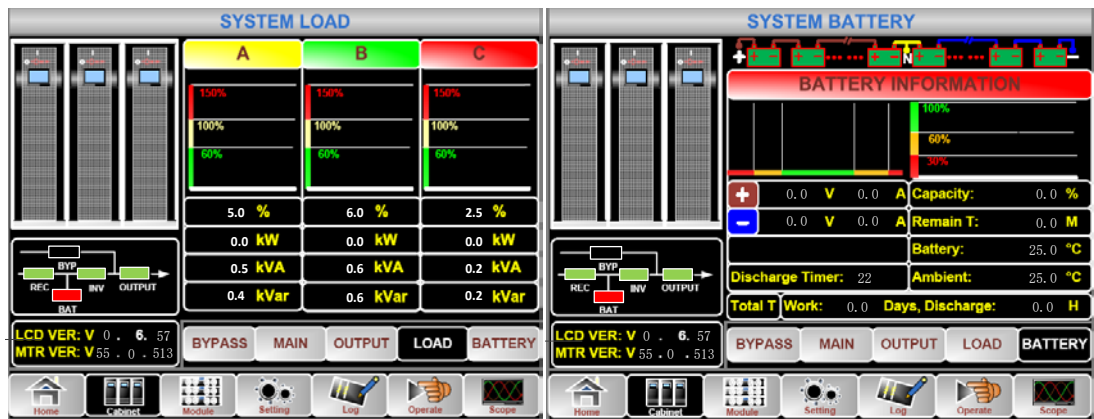 SYSTEM LOAD
A B C
150% 150% 150%
100% 100% 100%
60% 60% 60%
5.0 % 6.0 % 2.5 %
0.0 kW 0.0 kW 0.0 kW
0.5 kVA 0.6 kVA 0.2 kVA
0.4 kVar 0.6 kVar 0.2 kVar
BYP
REC INV OUTPUT
BAT
LCD VER: V 0 . 6. 57
MTR VER: V 55 . 0 .513
BYPASS MAIN OUTPUT LOAD BATTERY
Home Cabinet Module Setting Log Operate Scope
SYSTEM BATTERY
+ + - + - + - N + - + - + - -
BATTERY INFORMATION
100%
60%
30%
+ 0.0 V 0.0 A Capacity: 0.0 %
- 0.0 V 0.0 A Remain T: 0.0 M
Battery: 25.0 °C
Discharge Timer: 22 Ambient: 25.0 °C
Total T Work: 0.0 Days, Discharge: 0.0 H
BYP
REC INV OUTPUT
BAT
LCD VER: V 0 . 6. 57
MTR VER: V 55 . 0 .513
BYPASS MAIN OUTPUT LOAD BATTERY
Home Cabinet Module Setting Log Operate Scope